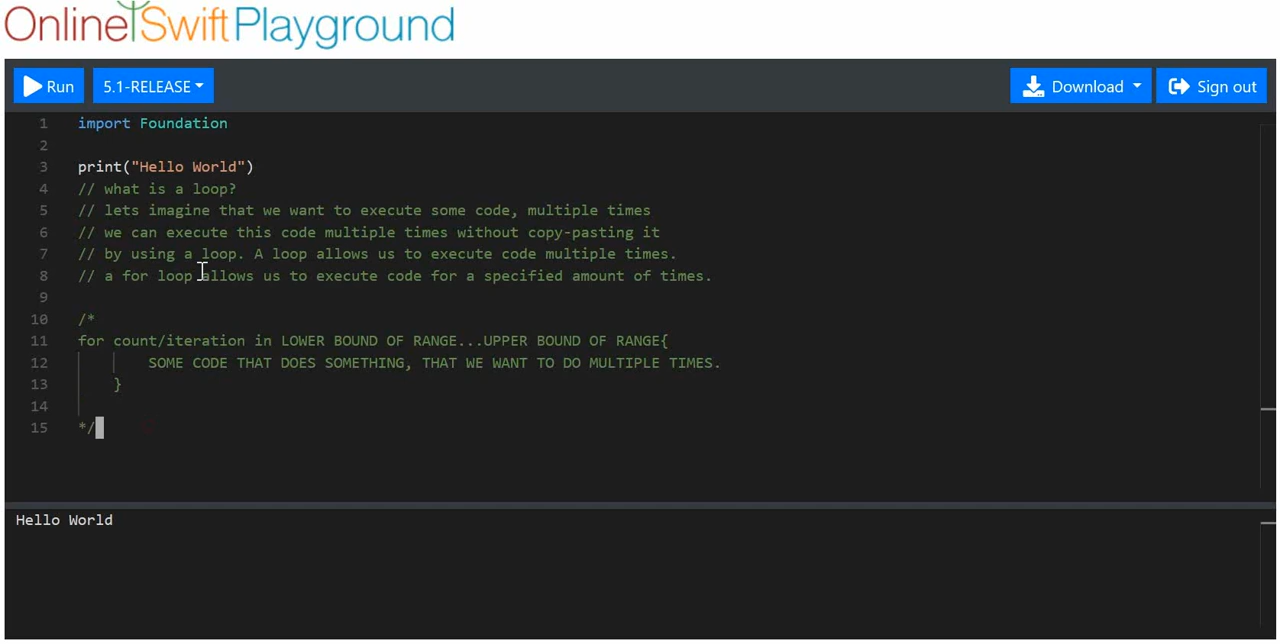 Online Swift Playground
Run 5.1-RELEASE Download Sign out
1 import Foundation
2
3 print("Hello World")
4 // what is a loop?
5 // lets imagine that we want to execute some code, multiple times
6 // we can execute this code multiple times without copy-pasting it
7 // by using a loop. A loop allows us to execute code multiple times.
8 // a for loop allows us to execute code for a specified amount of times.
9
10 /*
11 for count/iteration in LOWER BOUND OF RANGE...UPPER BOUND OF RANGE{
12 SOME CODE THAT DOES SOMETHING, THAT WE WANT TO DO MULTIPLE TIMES.
13 }
14
15 */
Hello World